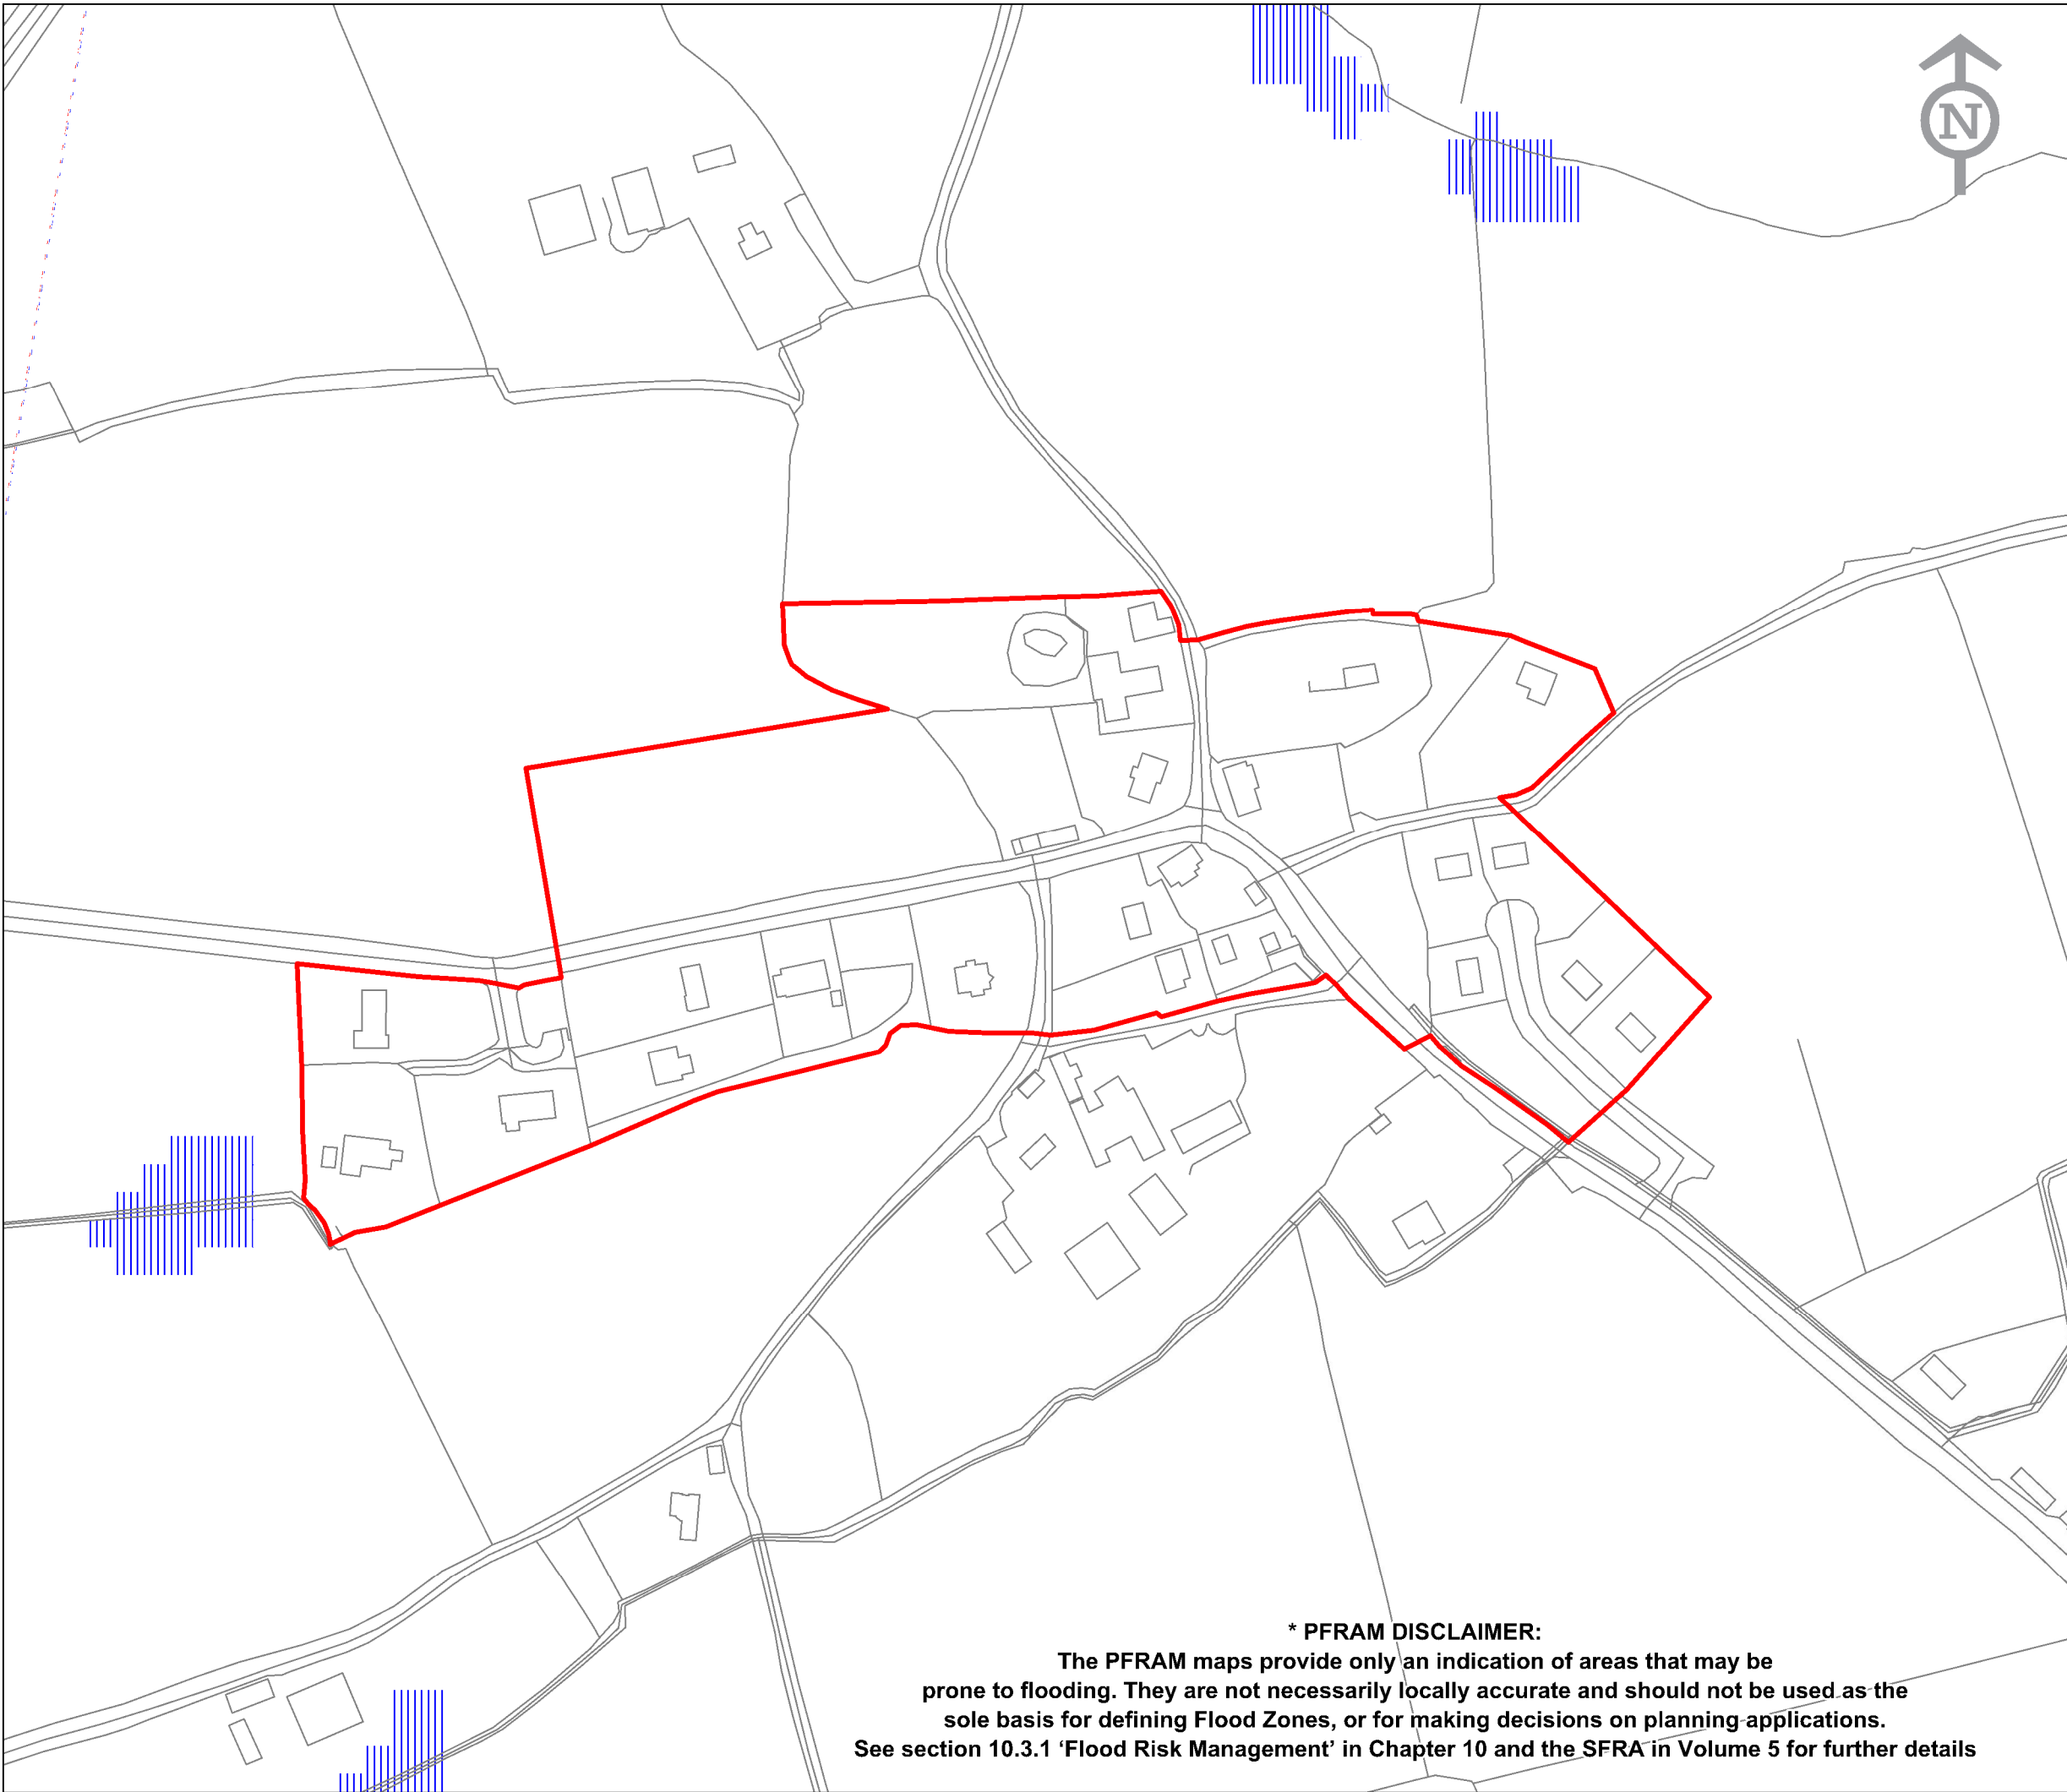 N
* PFRAM DISCLAIMER:
The PFRAM maps provide only an indication of areas that may be
prone to flooding. They are not necessarily locally accurate and should not be used as the
sole basis for defining Flood Zones, or for making decisions on planning applications.
See section 10.3.1 ‘Flood Risk Management’ in Chapter 10 and the SFRA in Volume 5 for further details